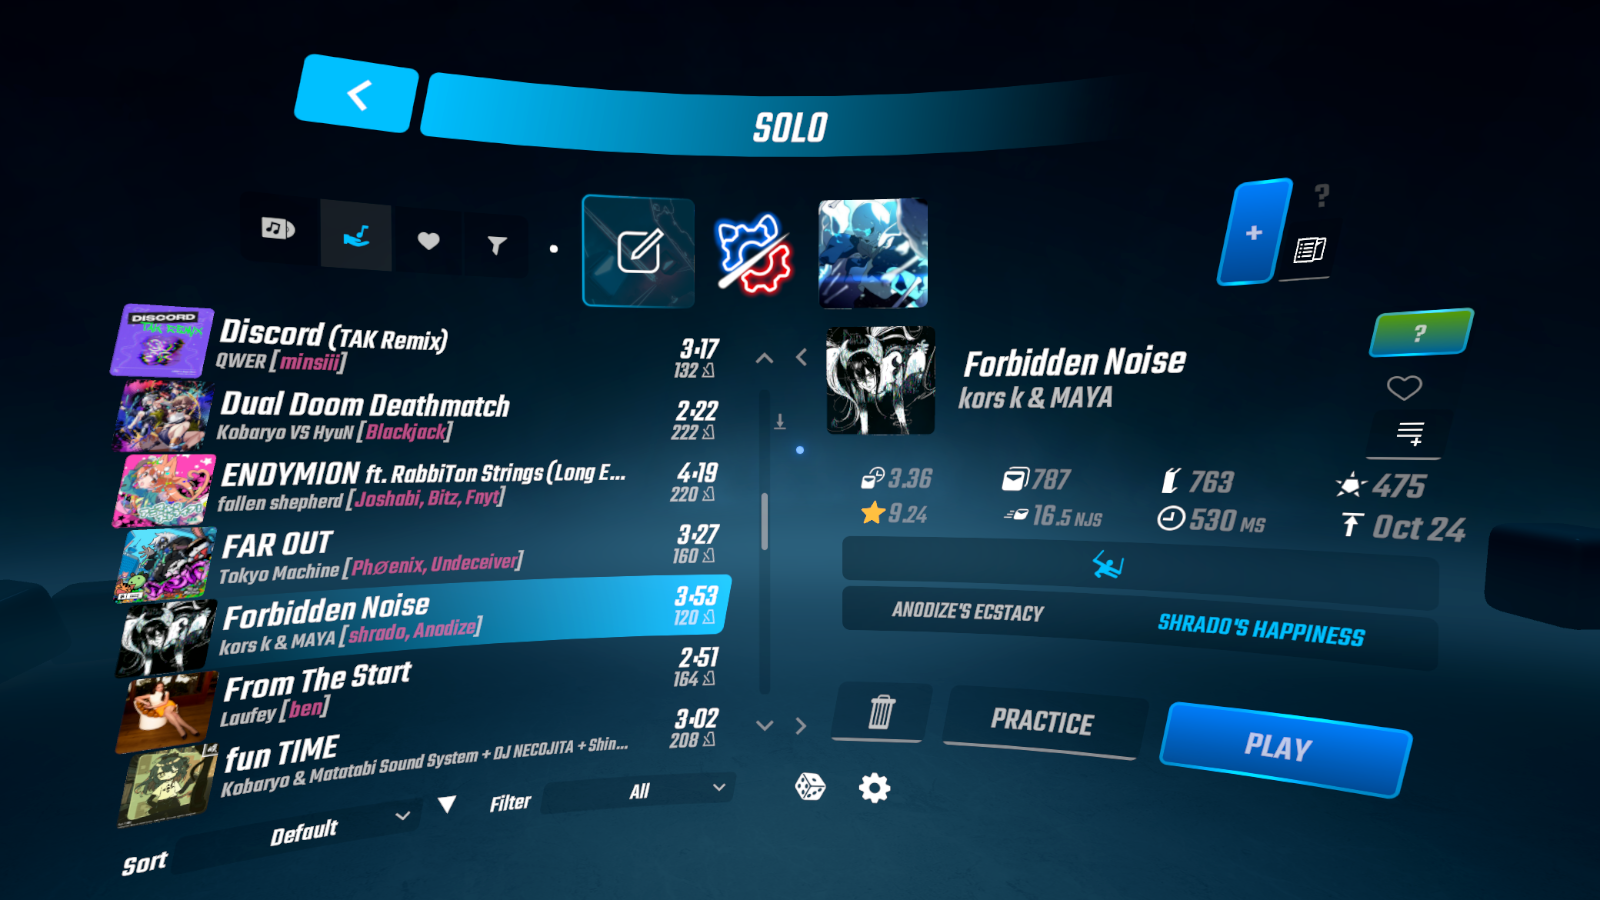 SOLO
?
+
DISCORD
TAK REMIX
Discord (TAK Remix)
QWER [minsiii]
3:17
132
Dual Doom Deathmatch
Kobaryo VS HyuN [Blackjack]
2:22
222
ENDYMION ft. RabbiTon Strings (Long E...
fallen shepherd [Joshabi, Bitz, Fnyt]
4:19
220
FAR OUT
Tokyo Machine [Phøenix, Undeceiver]
3:27
160
Forbidden Noise
kors k & MAYA [shrado, Anodize]
3:53
120
From The Start
Laufey [ben]
2:51
164
fun TIME
Kobaryo & Matatabi Sound System + DJ NECOJITA + Shin...
3:02
208
Sort
Default
Filter
All
Forbidden Noise
kors k & MAYA
?
3.36
787
763
475
9.24
16.5 NJS
530 MS
Oct 24
ANODIZE'S ECSTACY
SHRADO'S HAPPINESS
PRACTICE
PLAY